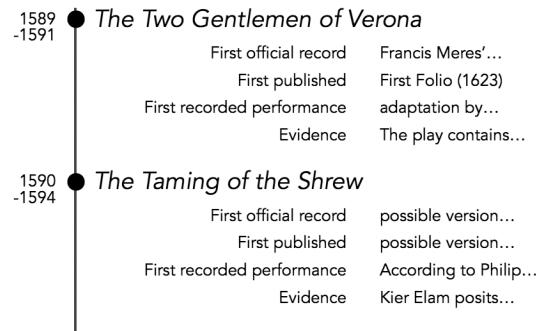 1589
-1591
The Two Gentlemen of Verona
First official record Francis Meres'…
First published First Folio (1623)
First recorded performance adaptation by…
Evidence The play contains…
1590
-1594
The Taming of the Shrew
First official record possible version…
First published possible version…
First recorded performance According to Philip…
Evidence Kier Elam posits…